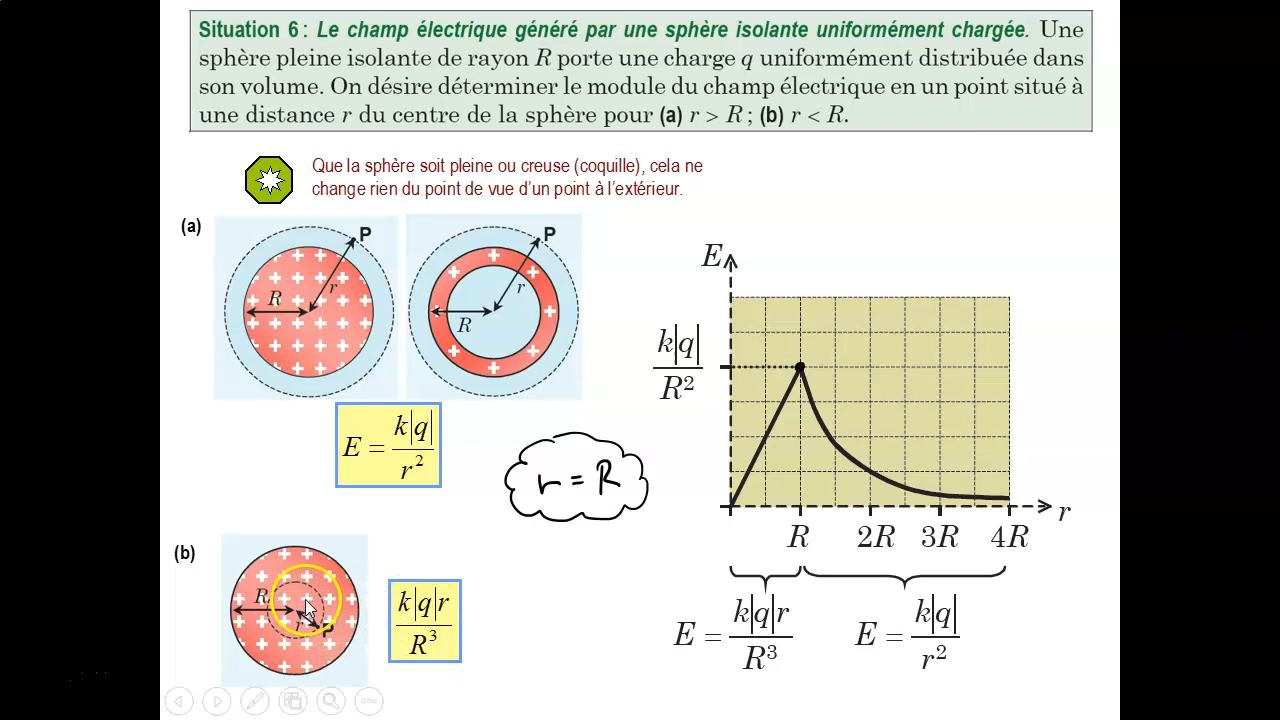 Situation 6 : Le champ électrique généré par une sphère isolante uniformément chargée. Une
sphère pleine isolante de rayon R porte une charge q uniformément distribuée dans
son volume. On désire déterminer le module du champ électrique en un point situé à
une distance r du centre de la sphère pour (a) r > R ; (b) r < R.
Que la sphère soit pleine ou creuse (coquille), cela ne
change rien du point de vue d'un point à l'extérieur.
(a)
P
R
r
P
R
r
E = k|q| / r²
r = R
(b)
R
r
P
k|q|r / R³
E
k|q| / R²
R 2R 3R 4R
r
E = k|q|r / R³
E = k|q| / r²